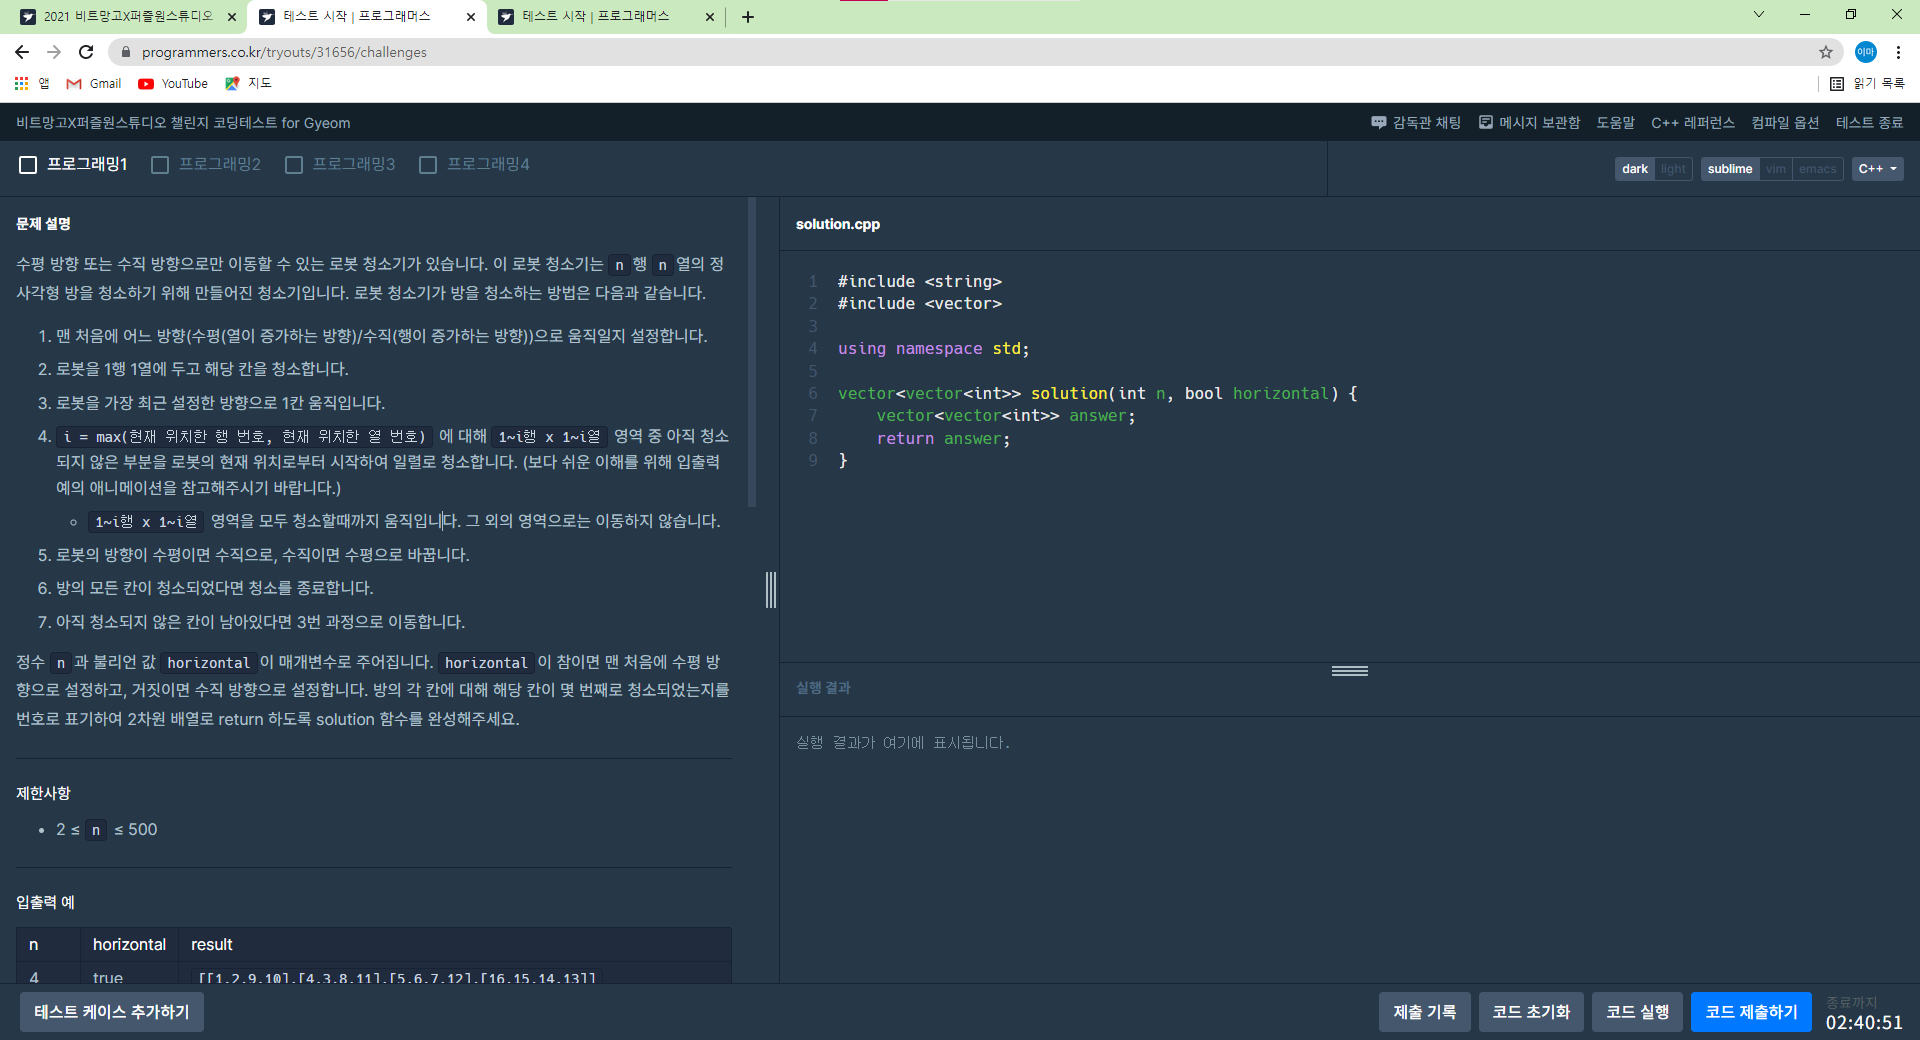 2021 비트망고X퍼즐원스튜디오
테스트 시작 | 프로그래머스
테스트 시작 | 프로그래머스
programmers.co.kr/tryouts/31656/challenges
이마
앱 Gmail YouTube 지도
읽기 목록
비트망고X퍼즐원스튜디오 챌린지 코딩테스트 for Gyeom
감독관 채팅 메시지 보관함 도움말 C++ 레퍼런스 컴파일 옵션 테스트 종료
프로그래밍1 프로그래밍2 프로그래밍3 프로그래밍4
dark light sublime vim emacs C++
문제 설명
수평 방향 또는 수직 방향으로만 이동할 수 있는 로봇 청소기가 있습니다. 이 로봇 청소기는 n 행 n 열의 정
사각형 방을 청소하기 위해 만들어진 청소기입니다. 로봇 청소기가 방을 청소하는 방법은 다음과 같습니다.
1. 맨 처음에 어느 방향(수평(열이 증가하는 방향)/수직(행이 증가하는 방향))으로 움직일지 설정합니다.
2. 로봇을 1행 1열에 두고 해당 칸을 청소합니다.
3. 로봇을 가장 최근 설정한 방향으로 1칸 움직입니다.
4. i = max(현재 위치한 행 번호, 현재 위치한 열 번호) 에 대해 1~i행 x 1~i열 영역 중 아직 청소
되지 않은 부분을 로봇의 현재 위치로부터 시작하여 일렬로 청소합니다. (보다 쉬운 이해를 위해 입출력
예의 애니메이션을 참고해주시기 바랍니다.)
1~i행 x 1~i열 영역을 모두 청소할때까지 움직입니다. 그 외의 영역으로는 이동하지 않습니다.
5. 로봇의 방향이 수평이면 수직으로, 수직이면 수평으로 바꿉니다.
6. 방의 모든 칸이 청소되었다면 청소를 종료합니다.
7. 아직 청소되지 않은 칸이 남아있다면 3번 과정으로 이동합니다.
정수 n 과 불리언 값 horizontal 이 매개변수로 주어집니다. horizontal 이 참이면 맨 처음에 수평 방
향으로 설정하고, 거짓이면 수직 방향으로 설정합니다. 방의 각 칸에 대해 해당 칸이 몇 번째로 청소되었는지를
번호로 표기하여 2차원 배열로 return 하도록 solution 함수를 완성해주세요.
제한사항
• 2 ≤ n ≤ 500
입출력 예
n horizontal result
4 true [[1,2,9,10],[4,3,8,11],[5,6,7,12],[16,15,14,13]]
solution.cpp
1 #include <string>
2 #include <vector>
3
4 using namespace std;
5
6 vector<vector<int>> solution(int n, bool horizontal) {
7 vector<vector<int>> answer;
8 return answer;
9 }
실행 결과
실행 결과가 여기에 표시됩니다.
테스트 케이스 추가하기
제출 기록 코드 초기화 코드 실행 코드 제출하기
종료까지
02:40:51